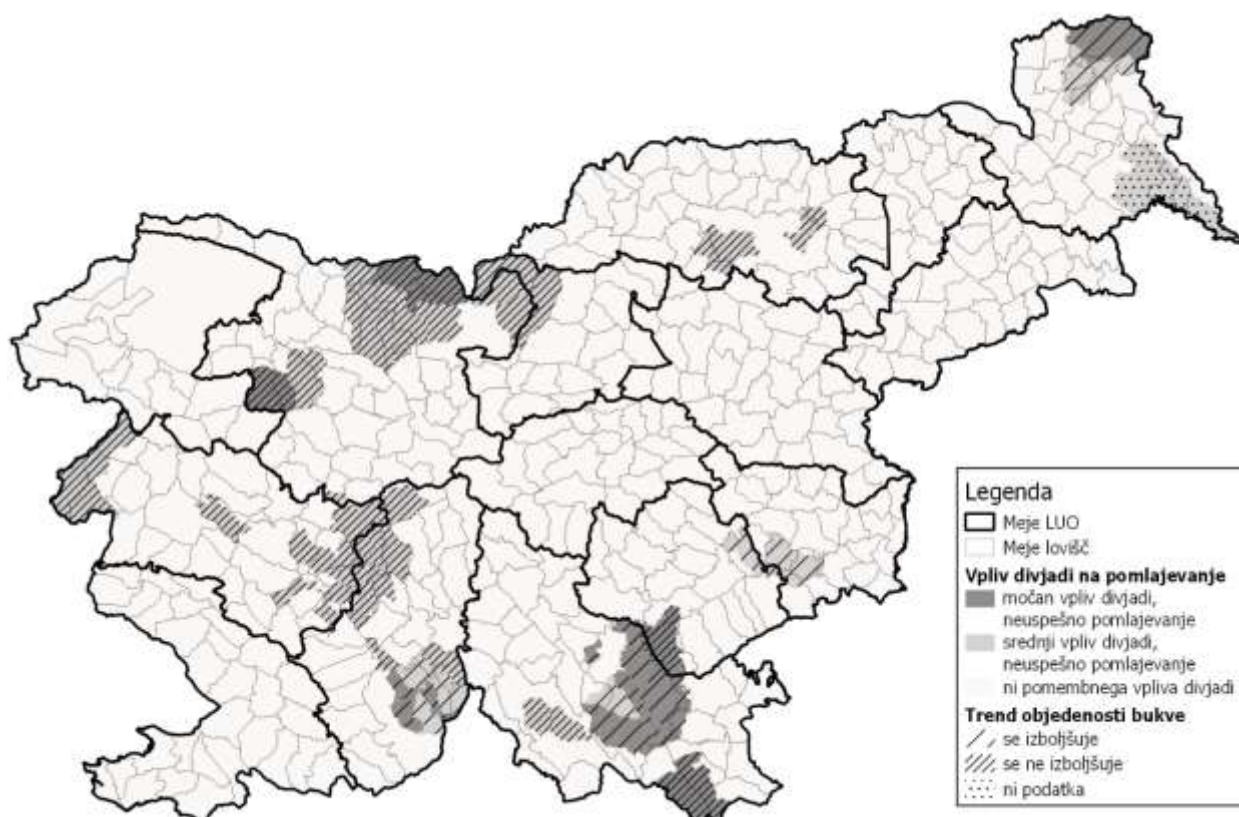 Legenda
Meje LUO
Meje lovišč
Vpliv divjadi na pomlajevanje
močan vpliv divjadi,
neuspešno pomlajevanje
srednji vpliv divjadi,
neuspešno pomlajevanje
ni pomembnega vpliva divjadi
Trend objedenosti bukve
se izboljšuje
se ne izboljšuje
ni podatka